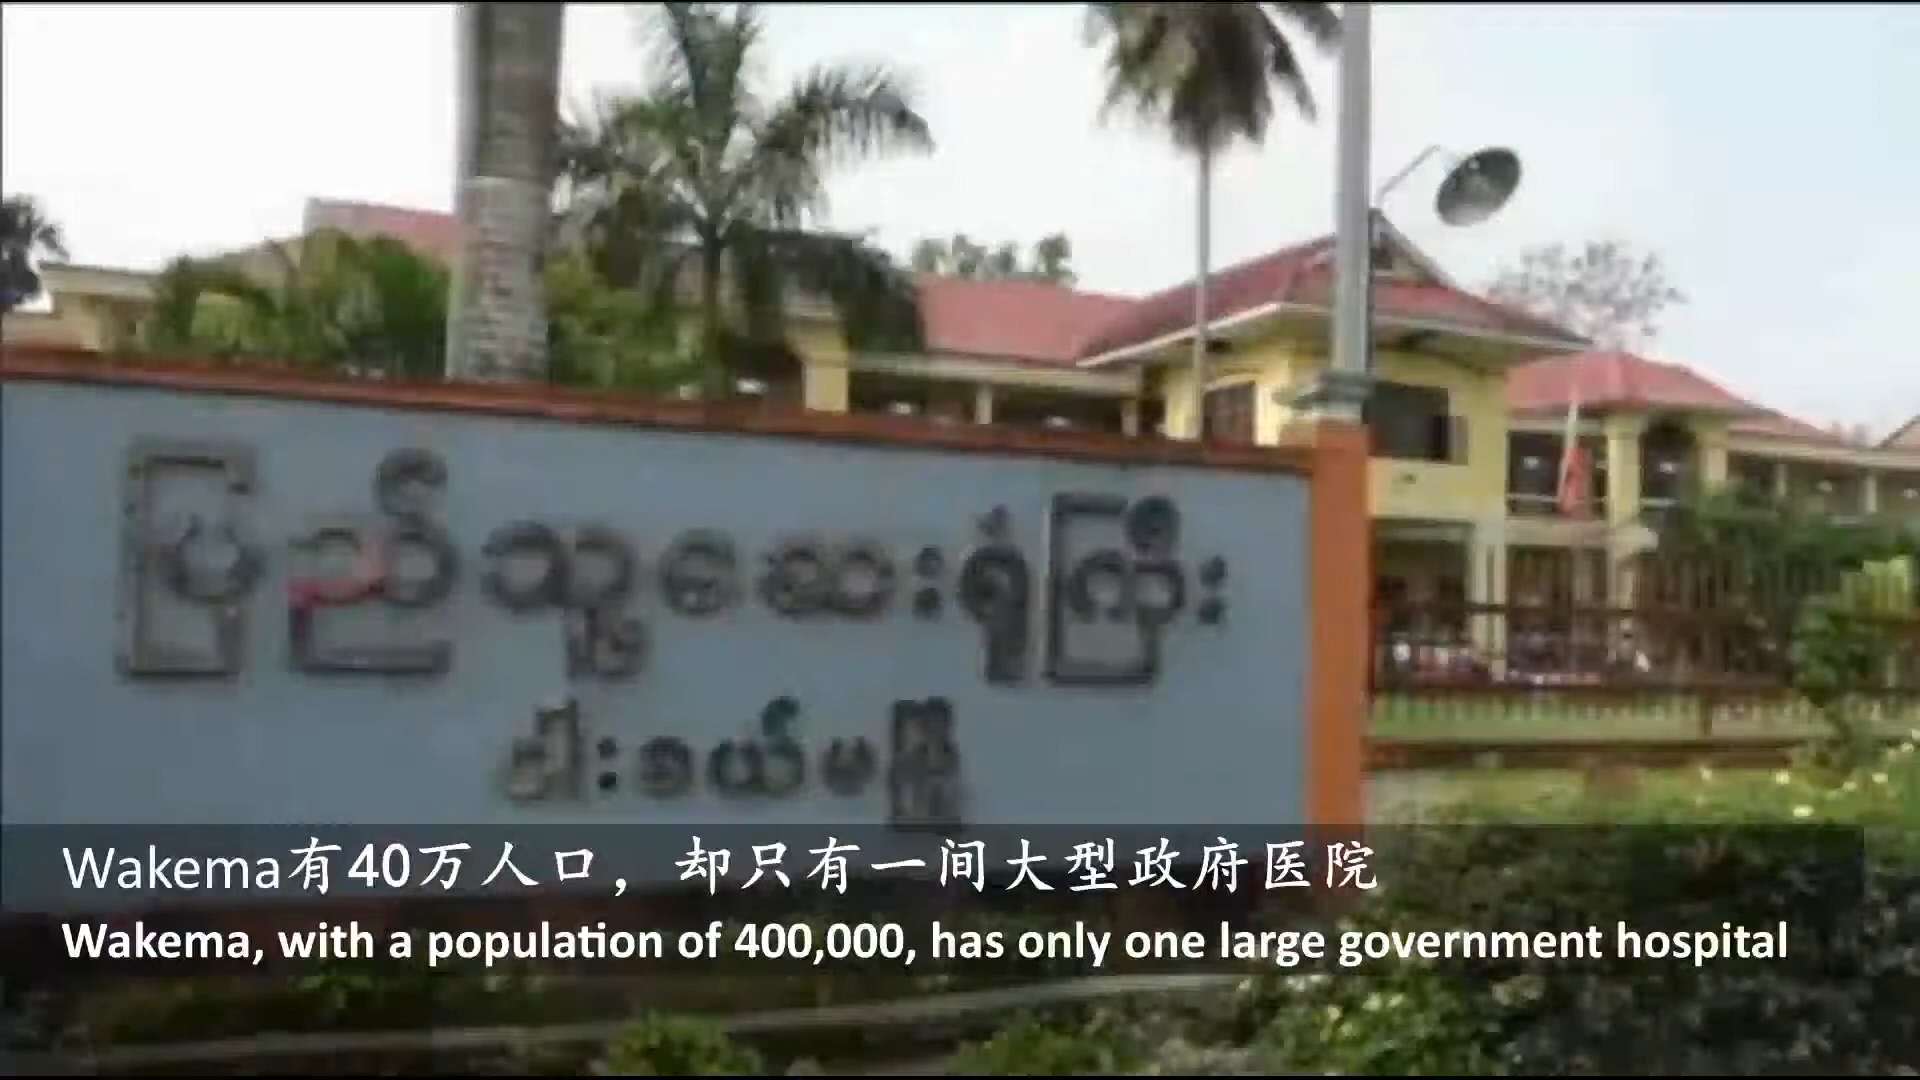 ပြည်သူ့ဆေးရုံကြီး
ဝါးခယ်မမြို့
Wakema有40万人口，却只有一间大型政府医院
Wakema, with a population of 400,000, has only one large government hospital